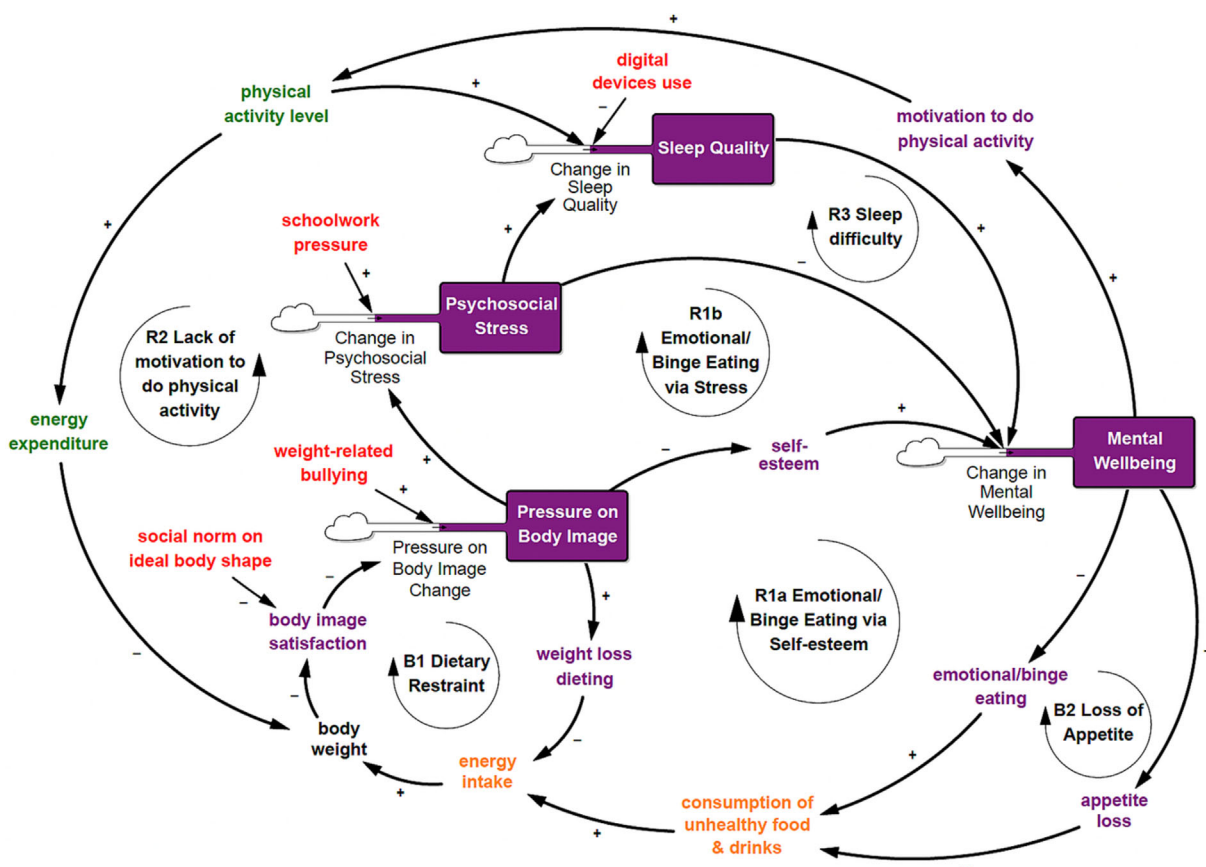 +
digital
devices use
physical
activity level
+
–
motivation to do
physical activity
Sleep Quality
Change in
Sleep
Quality
+
schoolwork
pressure
+
+
R3 Sleep
difficulty
+
–
+
Psychosocial
Stress
Change in
Psychosocial
Stress
R1b
Emotional/
Binge Eating
via Stress
R2 Lack of
motivation to
do physical
activity
energy
expenditure
weight-related
bullying
+
+
–
self-
esteem
+
Mental
Wellbeing
Change in
Mental
Wellbeing
Pressure on
Body Image
Pressure on
Body Image
Change
social norm on
ideal body shape
–
–
body image
satisfaction
+
–
R1a Emotional/
Binge Eating via
Self-esteem
B1 Dietary
Restraint
weight loss
dieting
–
–
emotional/binge
eating
–
B2 Loss of
Appetite
body
weight
–
energy
intake
+
+
+
consumption of
unhealthy food
& drinks
appetite
loss